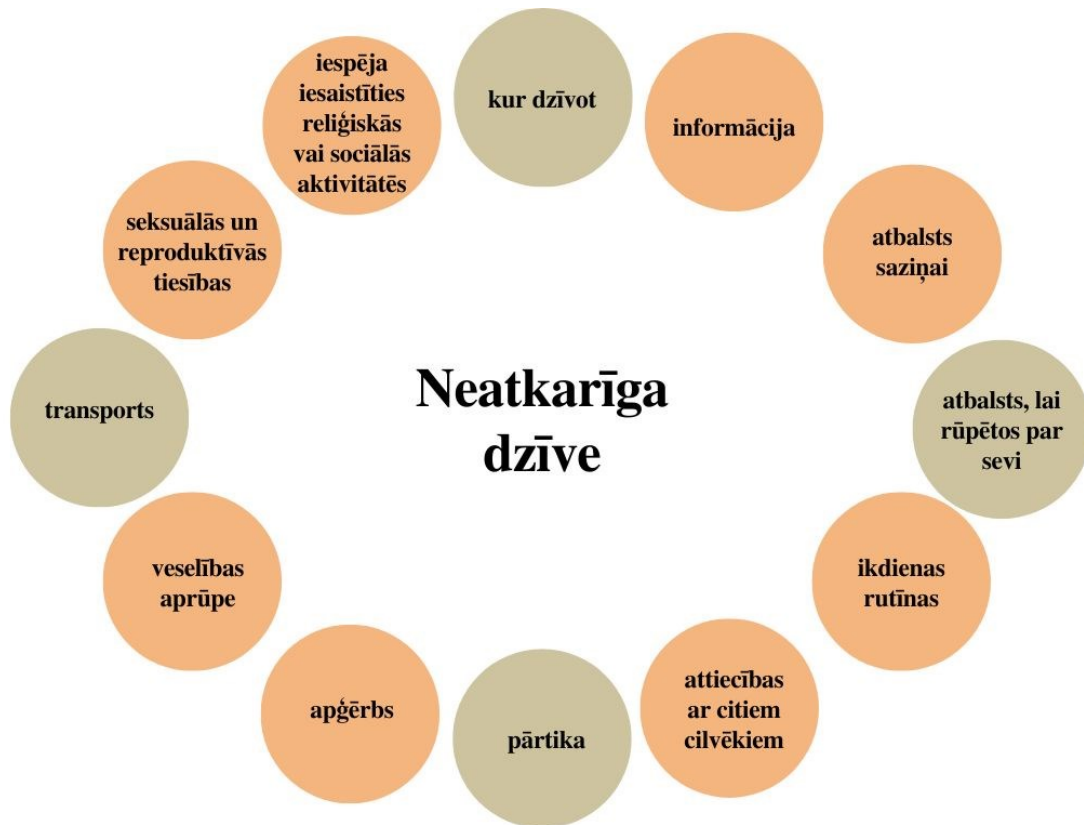 kur dzīvot
informācija
atbalsts
saziņai
atbalsts, lai
rūpētos par
sevi
ikdienas
rutīnas
attiecības
ar citiem
cilvēkiem
pārtika
apģērbs
veselības
aprūpe
transports
seksuālās un
reproduktīvās
tiesības
iespēja
iesaistīties
reliģiskās
vai sociālās
aktivitātēs
Neatkarīga
dzīve